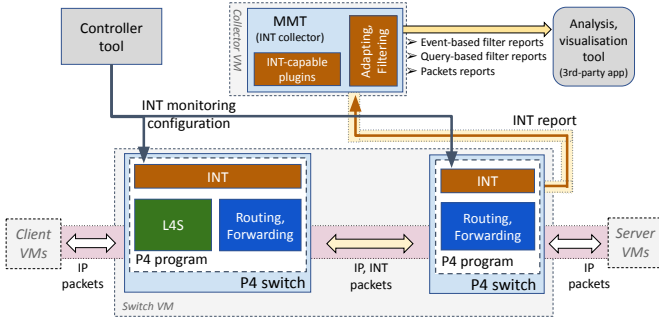 Controller
tool
Collector VM
MMT
(INT collector)
INT-capable
plugins
Adapting,
Filtering
➢ Event-based filter reports
➢ Query-based filter reports
➢ Packets reports
Analysis,
visualisation
tool
(3rd-party app)
INT monitoring
configuration
INT report
INT
L4S
Routing,
Forwarding
P4 program
P4 switch
INT
Routing,
Forwarding
P4 program
P4 switch
Client
VMs
IP
packets
IP, INT
packets
IP
packets
Server
VMs
Switch VM